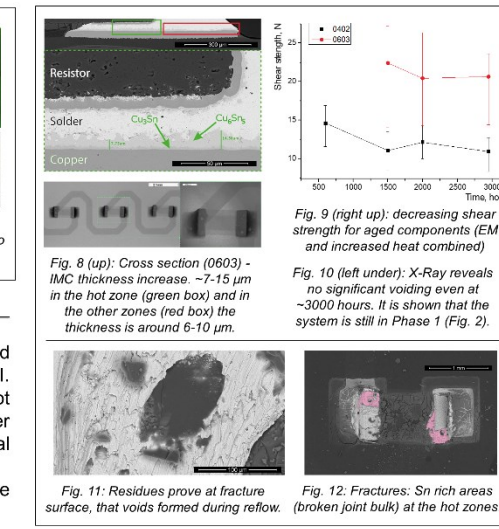 Resistor
Solder
Cu₃Sn
Cu₆Sn₅
Copper
50 µm
Fig. 8 (up): Cross section (0603) -
IMC thickness increase. ~7-15 µm
in the hot zone (green box) and in
the other zones (red box) the
thickness is around 6-10 µm.
Shear strength, N
0402
0603
25
20
15
10
500
1000
1500
2000
2500
3000
Fig. 9 (right up): decreasing shear
strength for aged components (EM
and increased heat combined)
Fig. 10 (left under): X-Ray reveals
no significant voiding even at
~3000 hours. It is shown that the
system is still in Phase 1 (Fig. 2).
100 µm
1 mm
Fig. 11: Residues prove at fracture
surface, that voids formed during reflow.
Fig. 12: Fractures: Sn rich areas
(broken joint bulk) at the hot zones